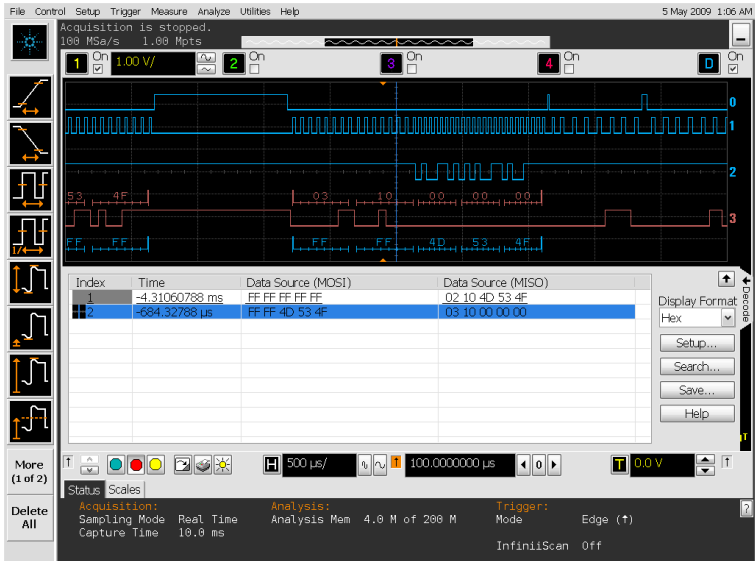 File Control Setup Trigger Measure Analyze Utilities Help 5 May 2009 1:06 AM
Acquisition is stopped.
100 MSa/s 1.00 Mpts
1 On 1.00 V/ 2 On 3 On 4 On D On
0
1
2
53 4F 03 10 00 00 00
3
FF FF FF FF 4D 53 4F
Index Time Data Source (MOSI) Data Source (MISO)
1 -4.31060788 ms FF FF FF FF FF 02 10 4D 53 4F
2 -684.32788 µs FF FF 4D 53 4F 03 10 00 00 00
Decode
Display Format
Hex
Setup...
Search...
Save...
Help
T
More
(1 of 2)
Delete
All
H 500 µs/ 100.0000000 µs 0 T 0.0 V
Status Scales
Acquisition: Analysis: Trigger:
Sampling Mode Real Time Analysis Mem 4.0 M of 200 M Mode Edge (↑)
Capture Time 10.0 ms
InfiniiScan Off
?